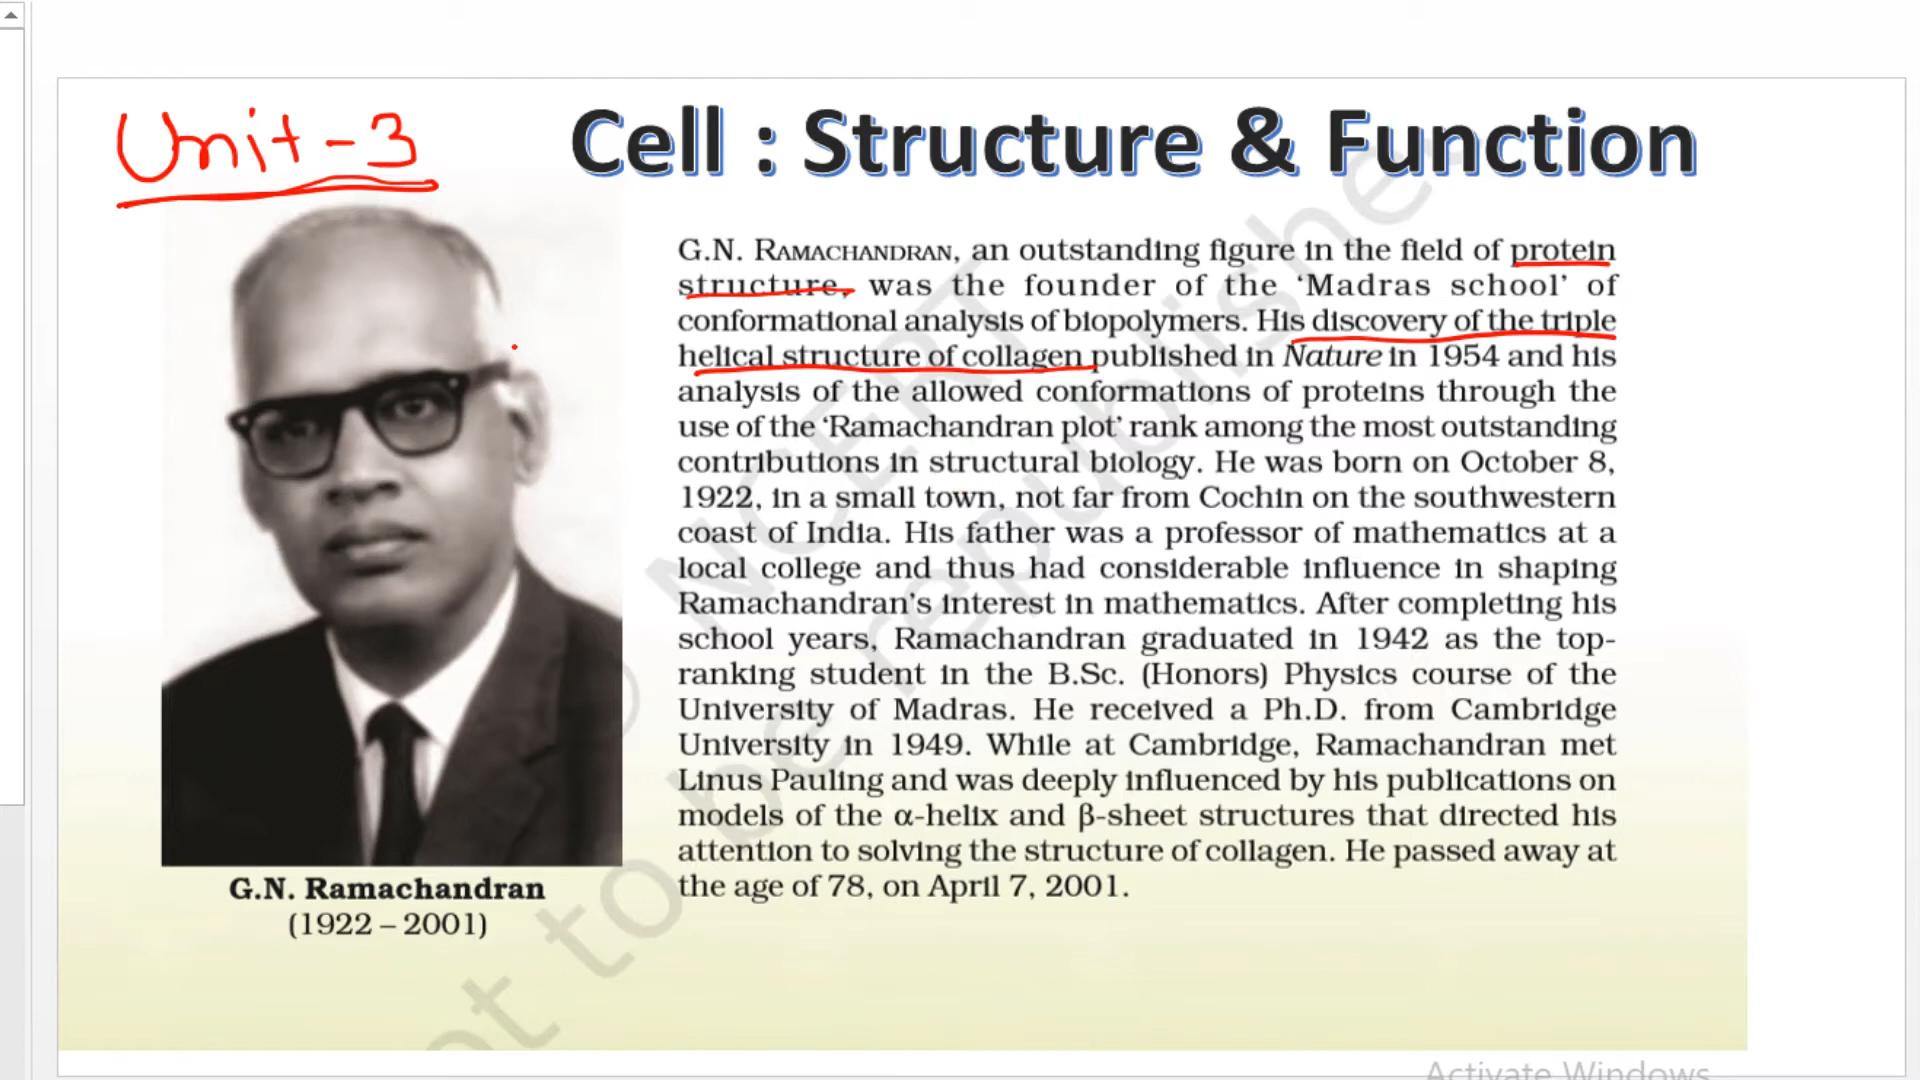 Unit-3
Cell : Structure & Function
G.N. RAMACHANDRAN, an outstanding figure in the field of protein
structure, was the founder of the ‘Madras school’ of
conformational analysis of biopolymers. His discovery of the triple
helical structure of collagen published in Nature in 1954 and his
analysis of the allowed conformations of proteins through the
use of the ‘Ramachandran plot’ rank among the most outstanding
contributions in structural biology. He was born on October 8,
1922, in a small town, not far from Cochin on the southwestern
coast of India. His father was a professor of mathematics at a
local college and thus had considerable influence in shaping
Ramachandran’s interest in mathematics. After completing his
school years, Ramachandran graduated in 1942 as the top-
ranking student in the B.Sc. (Honors) Physics course of the
University of Madras. He received a Ph.D. from Cambridge
University in 1949. While at Cambridge, Ramachandran met
Linus Pauling and was deeply influenced by his publications on
models of the α-helix and β-sheet structures that directed his
attention to solving the structure of collagen. He passed away at
the age of 78, on April 7, 2001.
G.N. Ramachandran
(1922 – 2001)
© NCERT
to be republishe
Activate Windows